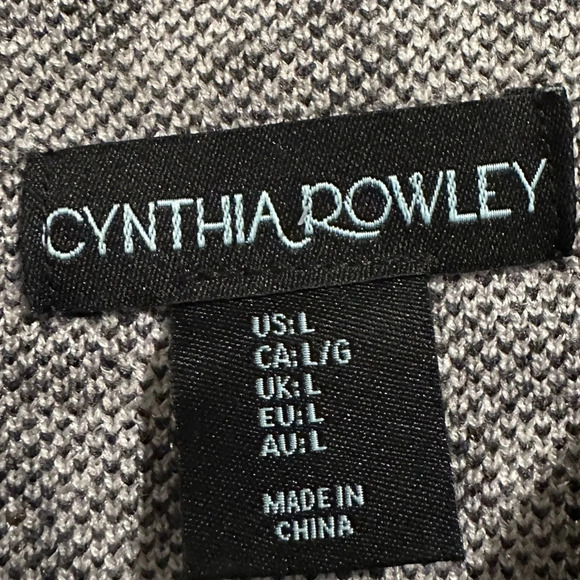 CYNTHIA ROWLEY
US:L
CA:L/G
UK:L
EU:L
AU:L
MADE IN
CHINA